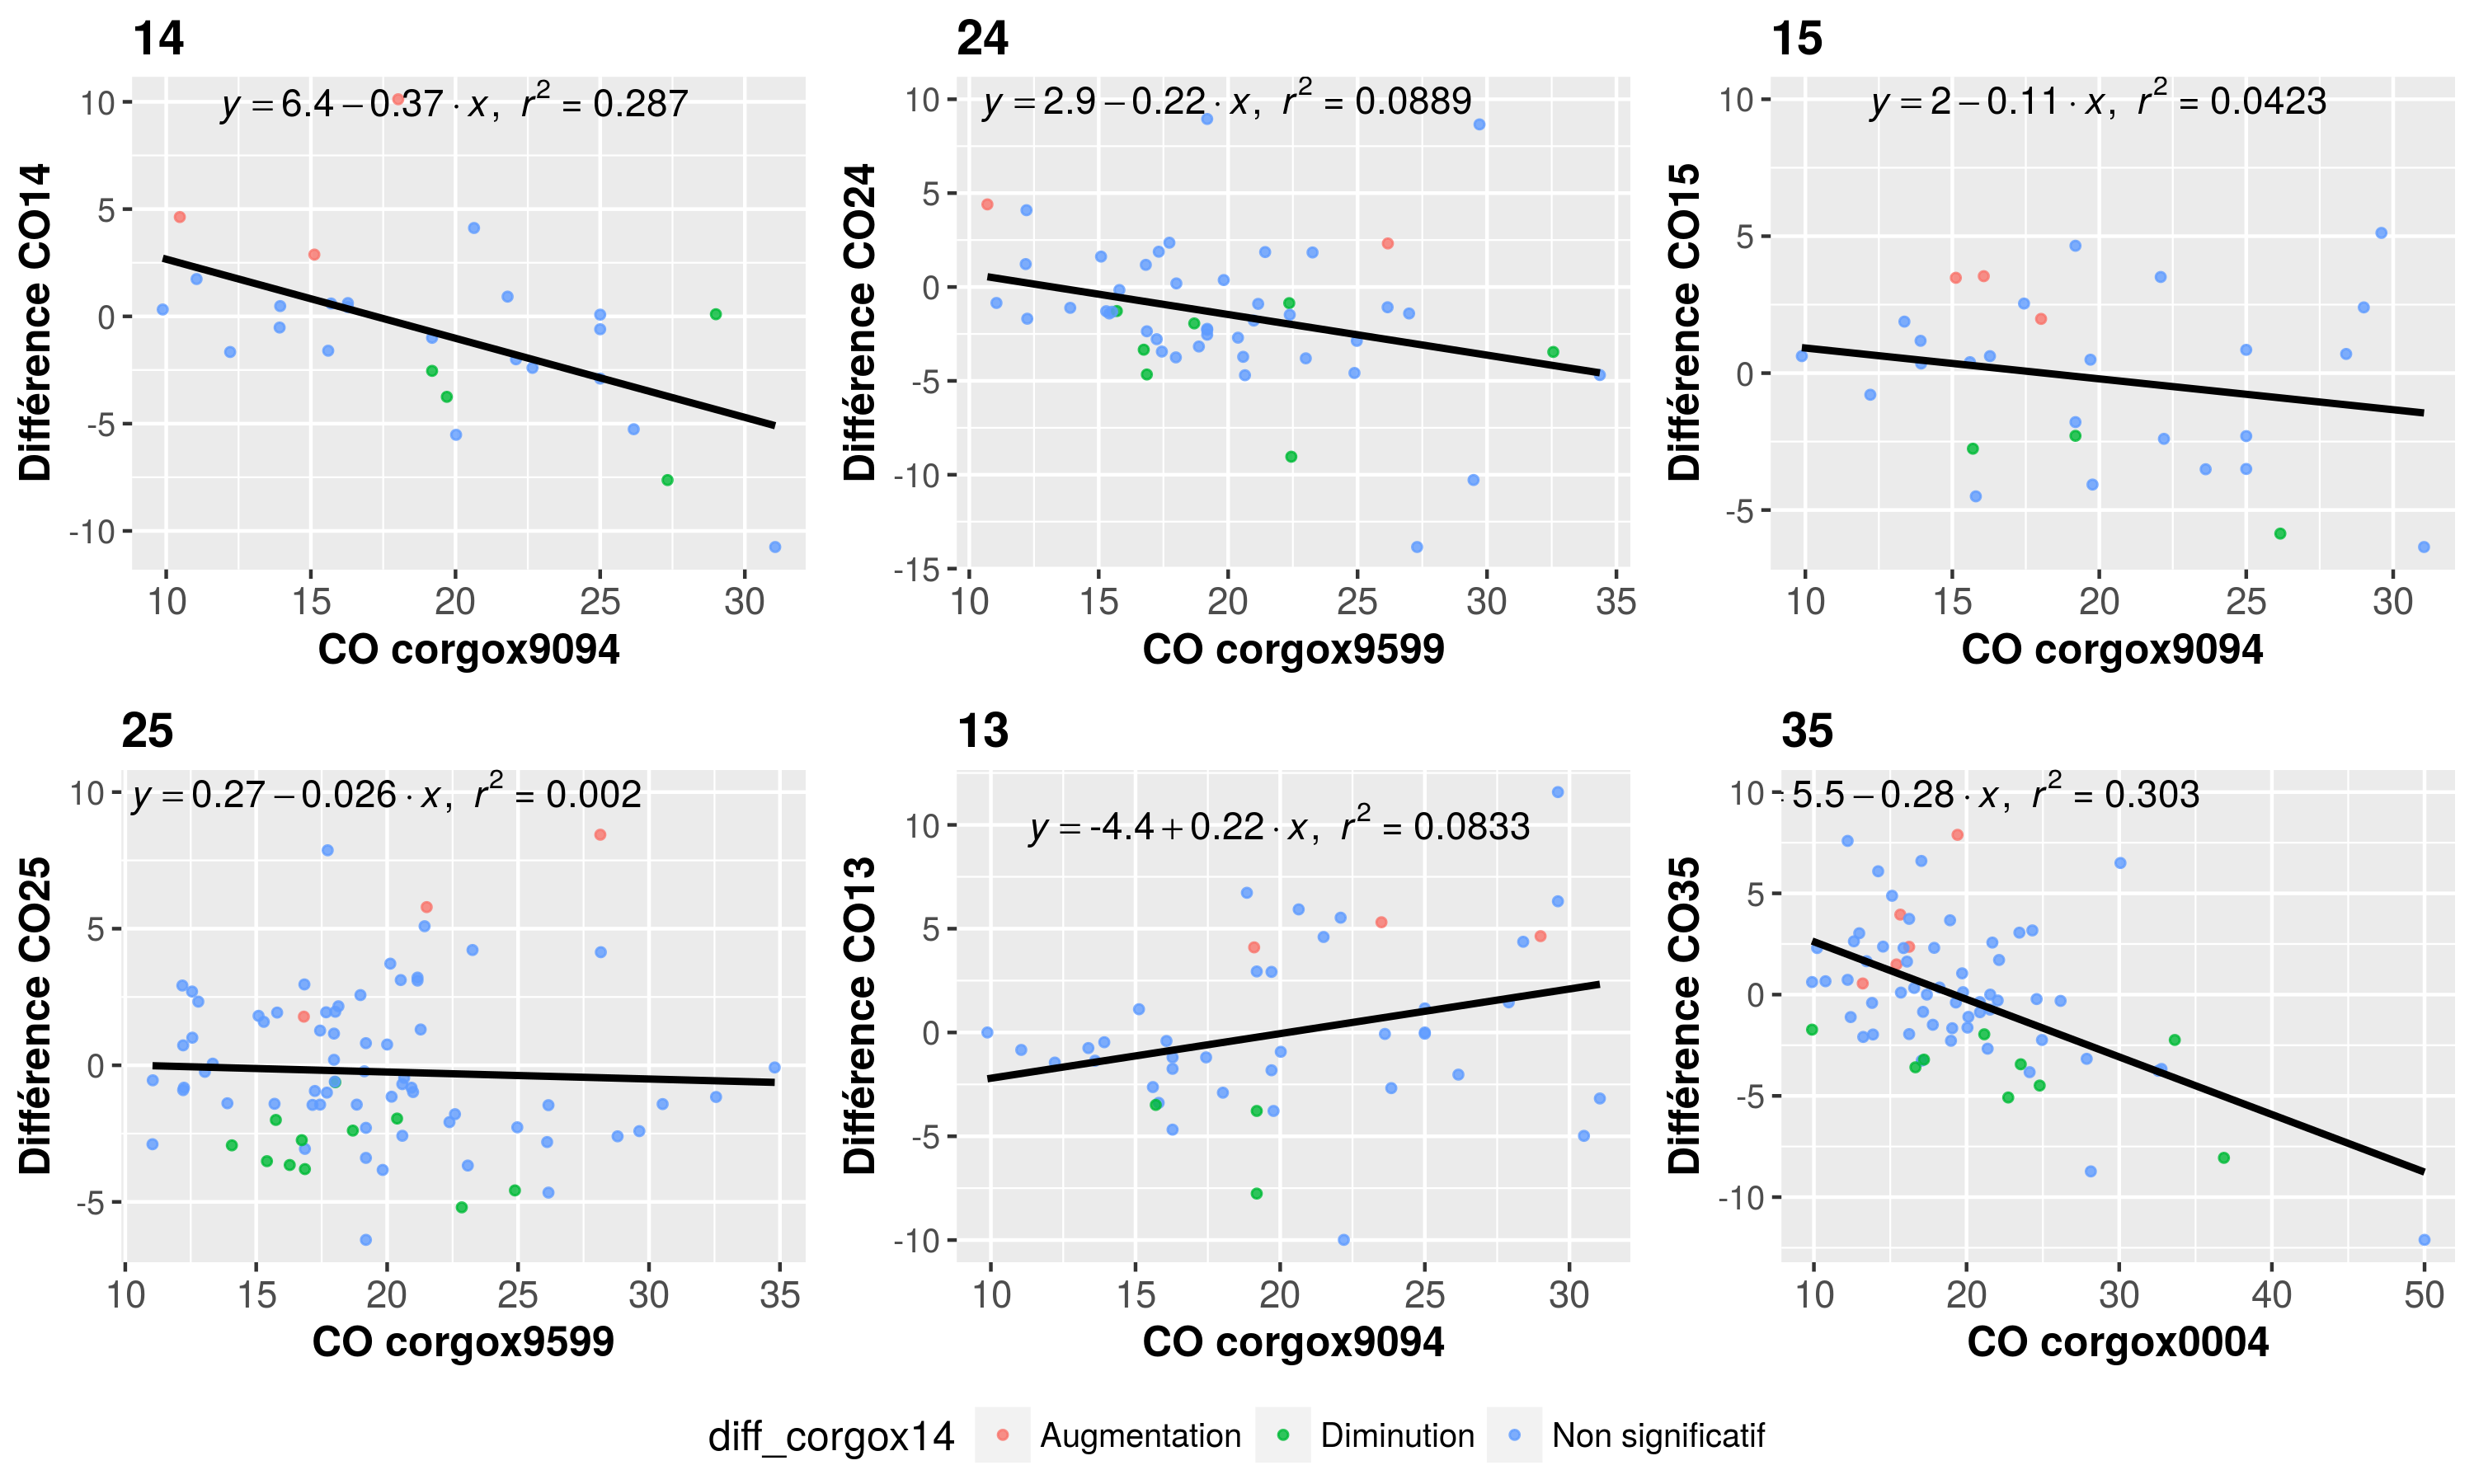 14
y = 6.4 − 0.37 · x, r² = 0.287
10
5
0
-5
-10
Différence CO14
10 15 20 25 30
CO corgox9094
24
y = 2.9 − 0.22 · x, r² = 0.0889
10
5
0
-5
-10
-15
Différence CO24
10 15 20 25 30 35
CO corgox9599
15
y = 2 − 0.11 · x, r² = 0.0423
10
5
0
-5
Différence CO15
10 15 20 25 30
CO corgox9094
25
y = 0.27 − 0.026 · x, r² = 0.002
10
5
0
-5
Différence CO25
10 15 20 25 30 35
CO corgox9599
13
y = -4.4 + 0.22 · x, r² = 0.0833
10
5
0
-5
-10
Différence CO13
10 15 20 25 30
CO corgox9094
35
5.5 − 0.28 · x, r² = 0.303
10
5
0
-5
-10
Différence CO35
10 20 30 40 50
CO corgox0004
diff_corgox14 Augmentation Diminution Non significatif